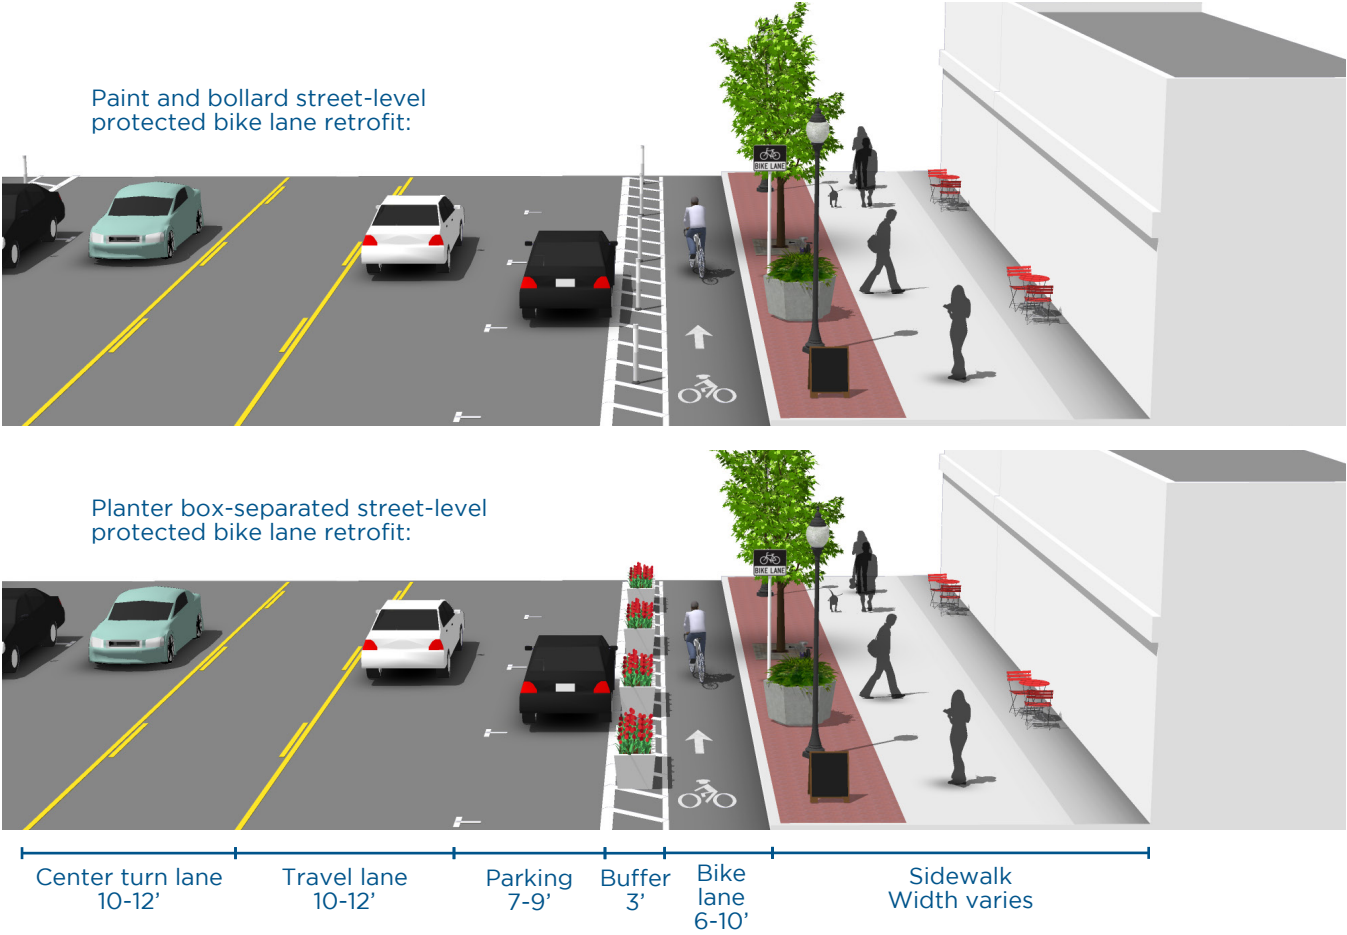 Paint and bollard street-level
protected bike lane retrofit:
BIKE LANE
Planter box-separated street-level
protected bike lane retrofit:
BIKE LANE
Center turn lane
10-12’
Travel lane
10-12’
Parking
7-9’
Buffer
3’
Bike
lane
6-10’
Sidewalk
Width varies